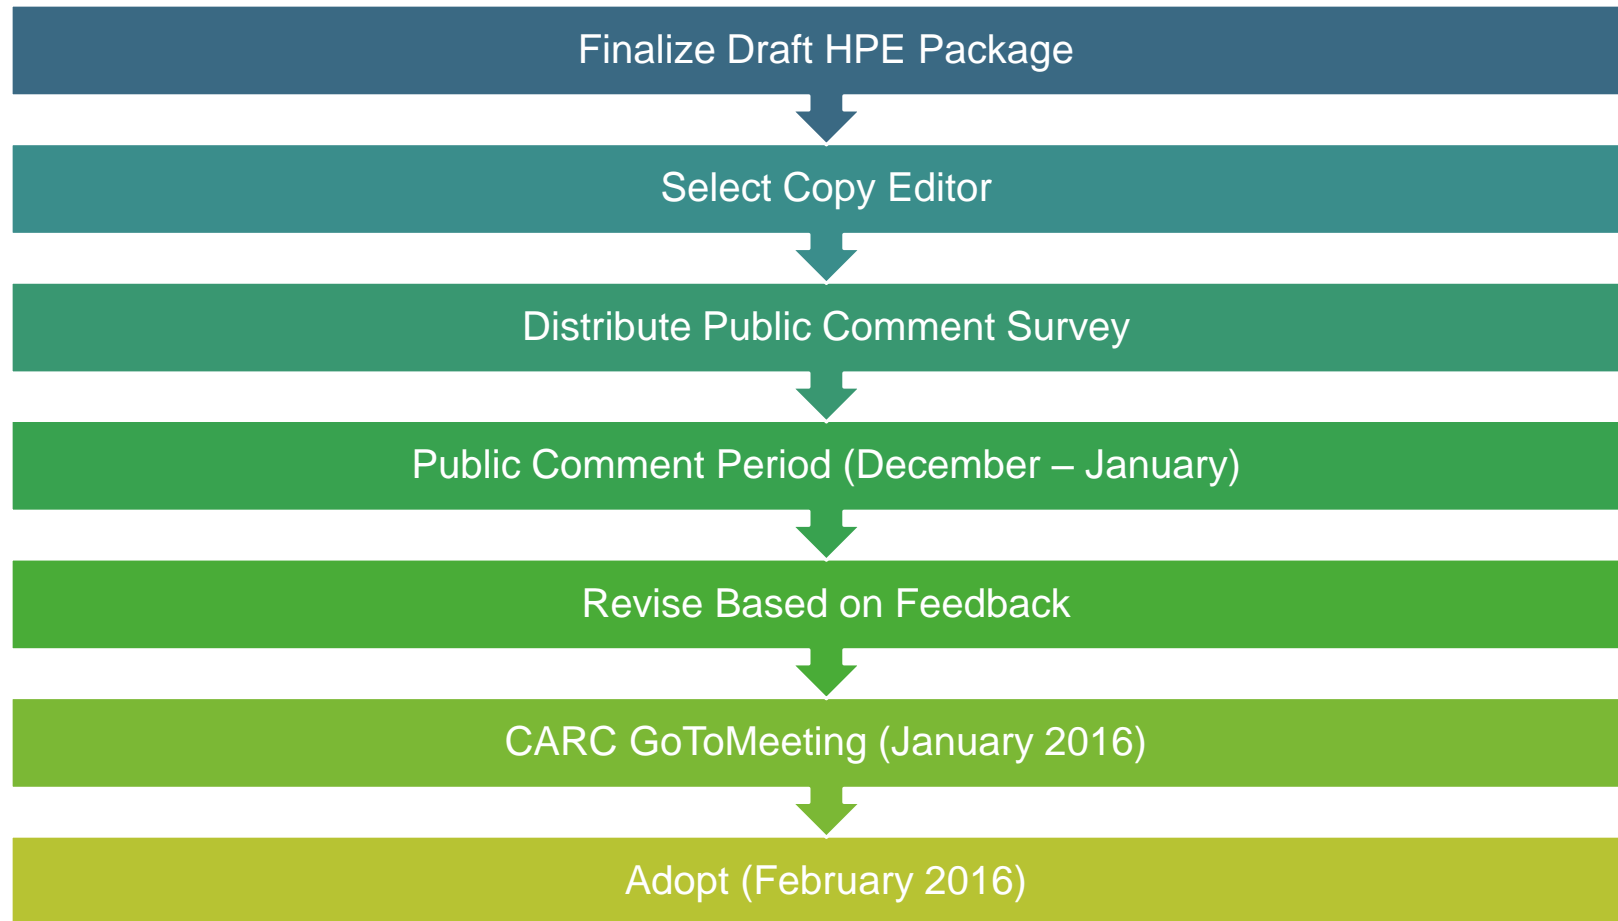 Finalize Draft HPE Package
Select Copy Editor
Distribute Public Comment Survey
Public Comment Period (December – January)
Revise Based on Feedback
CARC GoToMeeting (January 2016)
Adopt (February 2016)